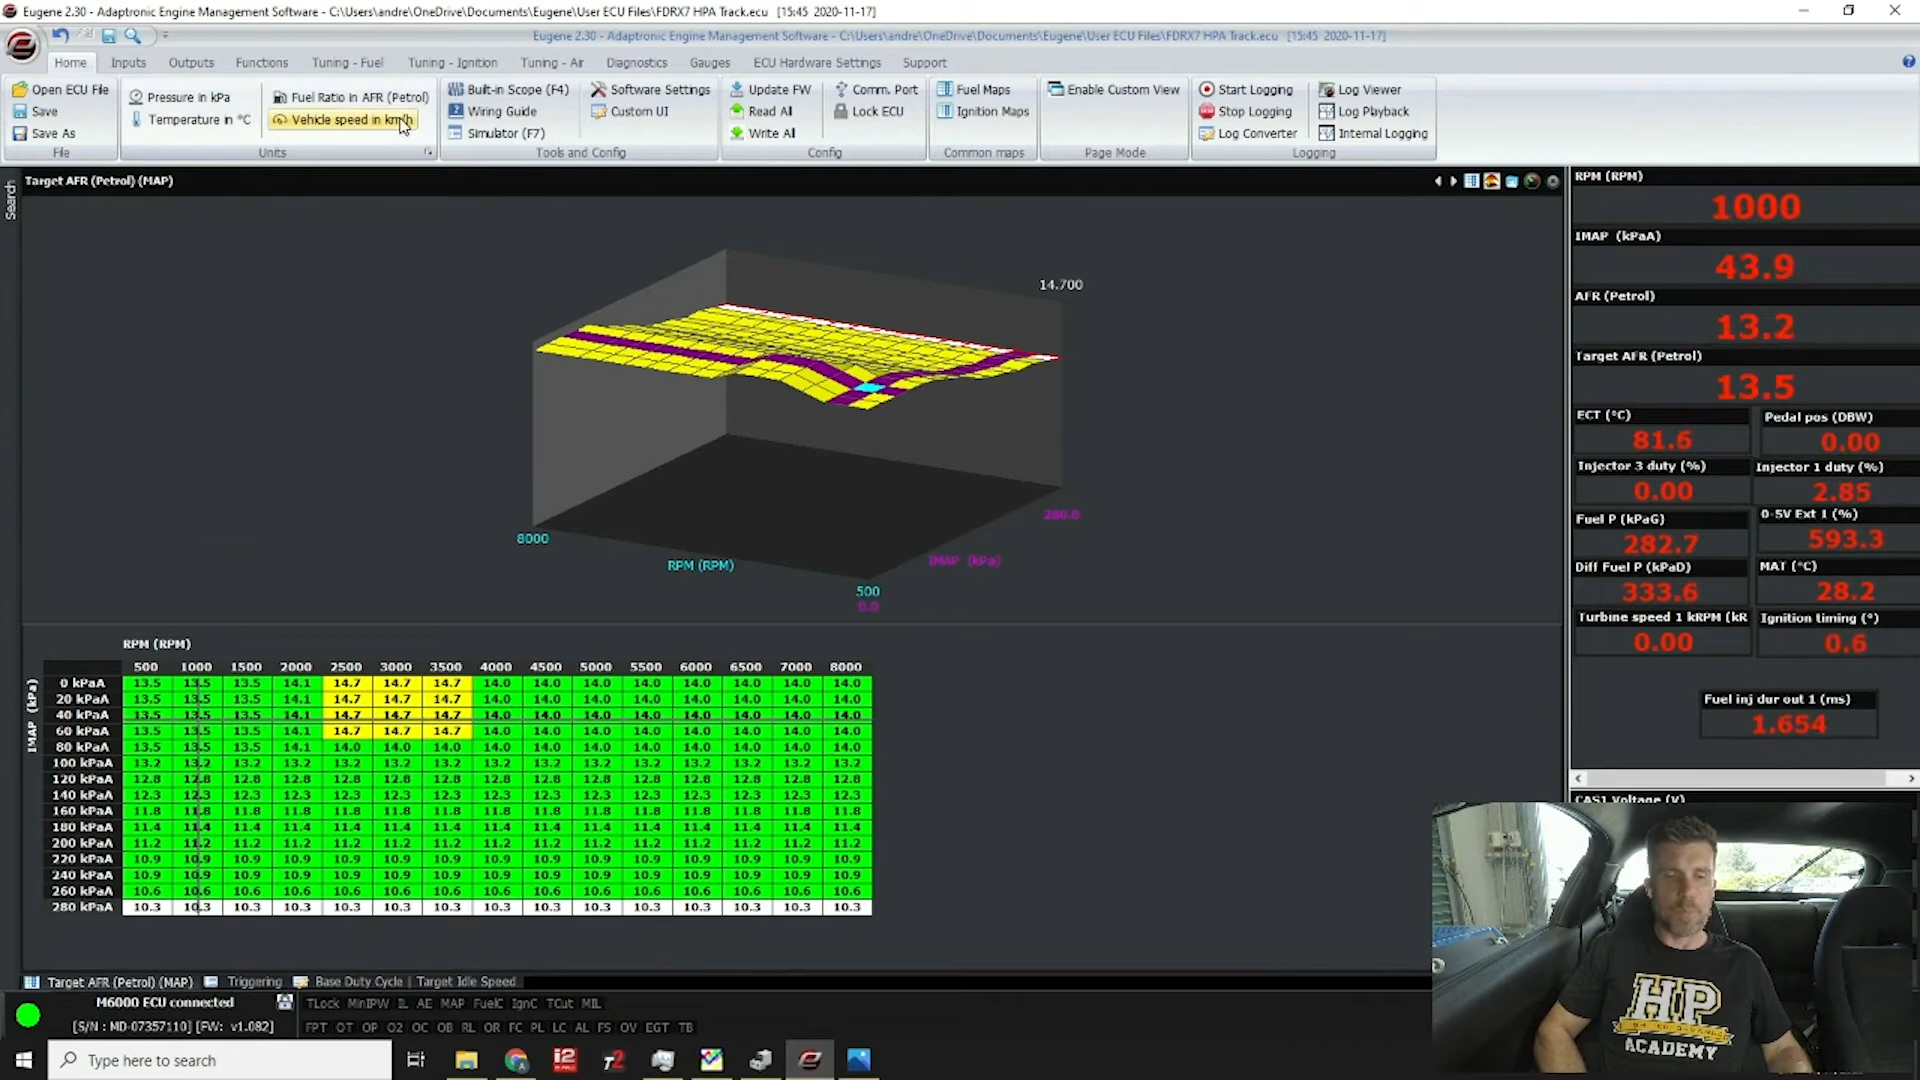 Eugene 2.30 - Adaptronic Engine Management Software - C:\Users\andre\OneDrive\Documents\Eugene\User ECU Files\FDRX7 HPA Track.ecu [15:45 2020-11-17]
Eugene 2.30 - Adaptronic Engine Management Software - C:\Users\andre\OneDrive\Documents\Eugene\User ECU Files\FDRX7 HPA Track.ecu [15:45 2020-11-17]
Home Inputs Outputs Functions Tuning - Fuel Tuning - Ignition Tuning - Air Diagnostics Gauges ECU Hardware Settings Support
Open ECU File
Save
Save As
File
Pressure in kPa
Temperature in °C
Fuel Ratio in AFR (Petrol)
Vehicle speed in km/h
Units
Built-in Scope (F4)
Wiring Guide
Simulator (F7)
Software Settings
Custom UI
Tools and Config
Update FW
Read All
Write All
Comm. Port
Lock ECU
Config
Fuel Maps
Ignition Maps
Common maps
Enable Custom View
Page Mode
Start Logging
Stop Logging
Log Converter
Log Viewer
Log Playback
Internal Logging
Logging
Search
Target AFR (Petrol) (MAP)
14.700
280.0
8000
RPM (RPM)
IMAP (kPa)
500
0.0
RPM (RPM)
IMAP (kPa)
500 1000 1500 2000 2500 3000 3500 4000 4500 5000 5500 6000 6500 7000 8000
0 kPaA 13.5 13.5 13.5 14.1 14.7 14.7 14.7 14.0 14.0 14.0 14.0 14.0 14.0 14.0 14.0
20 kPaA 13.5 13.5 13.5 14.1 14.7 14.7 14.7 14.0 14.0 14.0 14.0 14.0 14.0 14.0 14.0
40 kPaA 13.5 13.5 13.5 14.1 14.7 14.7 14.7 14.0 14.0 14.0 14.0 14.0 14.0 14.0 14.0
60 kPaA 13.5 13.5 13.5 14.1 14.7 14.7 14.7 14.0 14.0 14.0 14.0 14.0 14.0 14.0 14.0
80 kPaA 13.5 13.5 13.5 14.1 14.0 14.0 14.0 14.0 14.0 14.0 14.0 14.0 14.0 14.0 14.0
100 kPaA 13.2 13.2 13.2 13.2 13.2 13.2 13.2 13.2 13.2 13.2 13.2 13.2 13.2 13.2 13.2
120 kPaA 12.8 12.8 12.8 12.8 12.8 12.8 12.8 12.8 12.8 12.8 12.8 12.8 12.8 12.8 12.8
140 kPaA 12.3 12.3 12.3 12.3 12.3 12.3 12.3 12.3 12.3 12.3 12.3 12.3 12.3 12.3 12.3
160 kPaA 11.8 11.8 11.8 11.8 11.8 11.8 11.8 11.8 11.8 11.8 11.8 11.8 11.8 11.8 11.8
180 kPaA 11.4 11.4 11.4 11.4 11.4 11.4 11.4 11.4 11.4 11.4 11.4 11.4 11.4 11.4 11.4
200 kPaA 11.2 11.2 11.2 11.2 11.2 11.2 11.2 11.2 11.2 11.2 11.2 11.2 11.2 11.2 11.2
220 kPaA 10.9 10.9 10.9 10.9 10.9 10.9 10.9 10.9 10.9 10.9 10.9 10.9 10.9 10.9 10.9
240 kPaA 10.9 10.9 10.9 10.9 10.9 10.9 10.9 10.9 10.9 10.9 10.9 10.9 10.9 10.9 10.9
260 kPaA 10.6 10.6 10.6 10.6 10.6 10.6 10.6 10.6 10.6 10.6 10.6 10.6 10.6 10.6 10.6
280 kPaA 10.3 10.3 10.3 10.3 10.3 10.3 10.3 10.3 10.3 10.3 10.3 10.3 10.3 10.3 10.3
RPM (RPM)
1000
IMAP (kPaA)
43.9
AFR (Petrol)
13.2
Target AFR (Petrol)
13.5
ECT (°C) Pedal pos (DBW)
81.6 0.00
Injector 3 duty (%) Injector 1 duty (%)
0.00 2.85
Fuel P (kPaG) 0-5V Ext 1 (%)
282.7 593.3
Diff Fuel P (kPaD) MAT (°C)
333.6 28.2
Turbine speed 1 kRPM (kR Ignition timing (°)
0.00 0.6
Fuel inj dur out 1 (ms)
1.654
CAS1 Voltage (V)
Target AFR (Petrol) (MAP) Triggering Base Duty Cycle Target Idle Speed
M6000 ECU connected
[S/N : MD-07357110] [FW: v1.082]
TLock MinIPW IL AE MAP FuelC IgnC TCut MIL
FPT OT OP O2 OC OB RL OR FC PL LC AL FS OV EGT TB
HP
ACADEMY
Type here to search